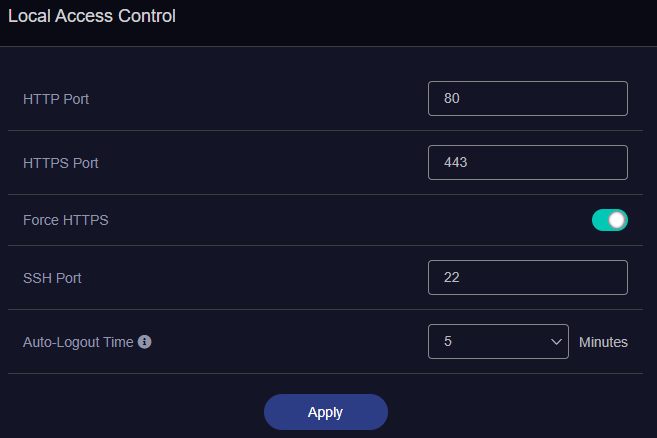 Local Access Control
HTTP Port 80
HTTPS Port 443
Force HTTPS
SSH Port 22
Auto-Logout Time 5 Minutes
Apply